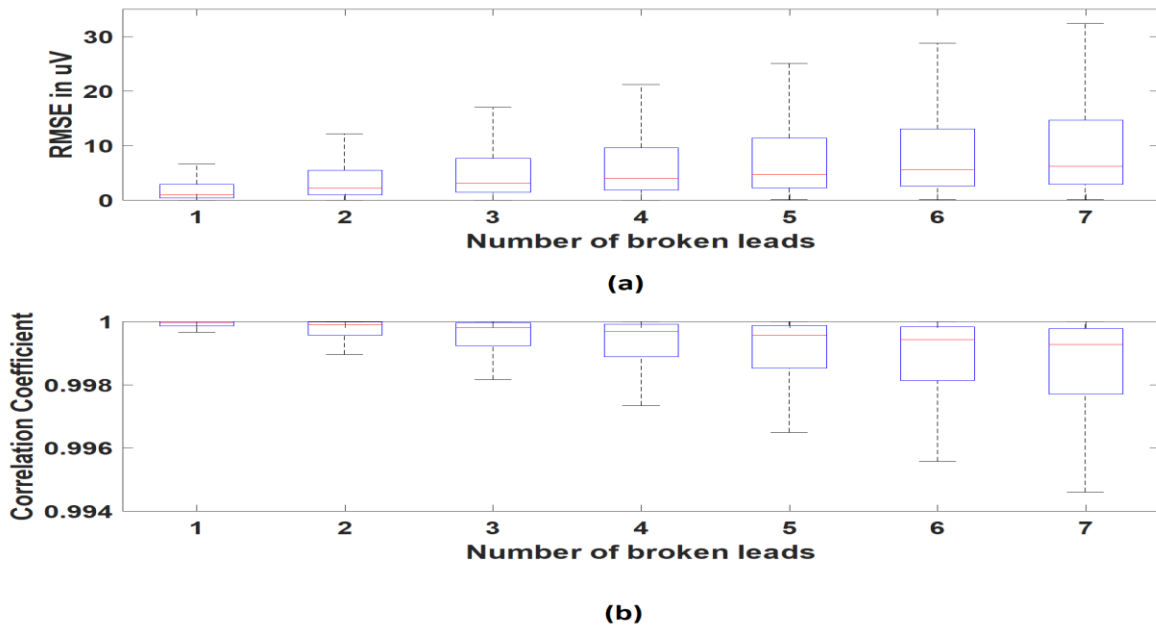 RMSE in uV
30
20
10
0
1 2 3 4 5 6 7
Number of broken leads
(a)
Correlation Coefficient
1
0.998
0.996
0.994
1 2 3 4 5 6 7
Number of broken leads
(b)